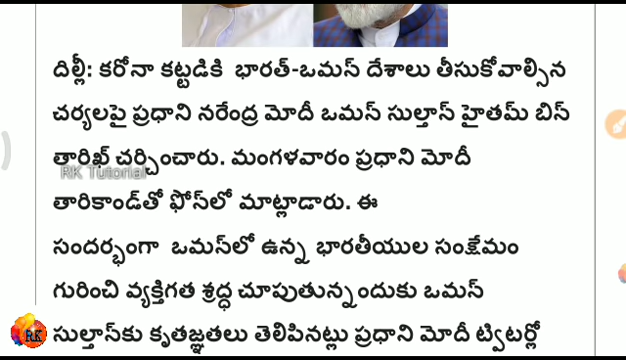 దిల్లీ: కరోనా కట్టడికి భారత్-ఒమన్ దేశాలు తీసుకోవాల్సిన
చర్యలపై ప్రధాని నరేంద్ర మోదీ ఒమన్ సుల్తాన్ హైతమ్ బిన్
తారిఖ్ చర్చించారు. మంగళవారం ప్రధాని మోదీ
RK Tutorial
తారికాండ్‌తో ఫోన్‌లో మాట్లాడారు. ఈ
సందర్భంగా ఒమన్‌లో ఉన్న భారతీయుల సంక్షేమం
గురించి వ్యక్తిగత శ్రద్ధ చూపుతున్నందుకు ఒమన్
సుల్తాన్‌కు కృతజ్ఞతలు తెలిపినట్లు ప్రధాని మోదీ ట్విటర్లో
RK